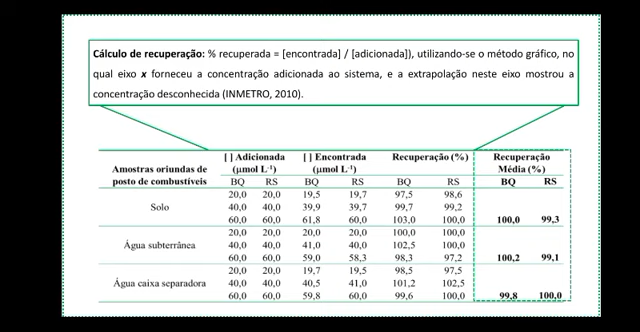 Cálculo de recuperação: % recuperada = [encontrada] / [adicionada]), utilizando-se o método gráfico, no
qual eixo x forneceu a concentração adicionada ao sistema, e a extrapolação neste eixo mostrou a
concentração desconhecida (INMETRO, 2010).
Amostras oriundas de posto de combustíveis [ ] Adicionada (µmol L⁻¹) [ ] Encontrada (µmol L⁻¹) Recuperação (%) Recuperação Média (%)
BQ RS BQ RS BQ RS BQ RS
20,0 20,0 19,5 19,7 97,5 98,6
Solo 40,0 40,0 39,9 39,7 99,7 99,2
60,0 60,0 61,8 60,0 103,0 100,0 100,0 99,3
20,0 20,0 20,0 20,0 100,0 100,0
Água subterrânea 40,0 40,0 41,0 40,0 102,5 100,0
60,0 60,0 59,0 58,3 98,3 97,2 100,2 99,1
20,0 20,0 19,7 19,5 98,5 97,5
Água caixa separadora 40,0 40,0 40,5 41,0 101,2 102,5
60,0 60,0 59,8 60,0 99,6 100,0 99,8 100,0